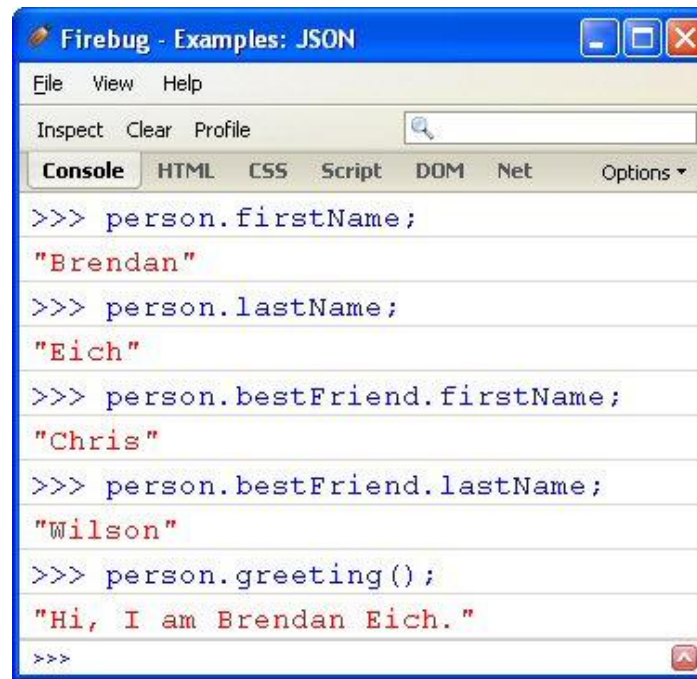 Firebug - Examples: JSON
File View Help
Inspect Clear Profile
Console HTML CSS Script DOM Net Options
>>> person.firstName;
"Brendan"
>>> person.lastName;
"Eich"
>>> person.bestFriend.firstName;
"Chris"
>>> person.bestFriend.lastName;
"Wilson"
>>> person.greeting();
"Hi, I am Brendan Eich."
>>>